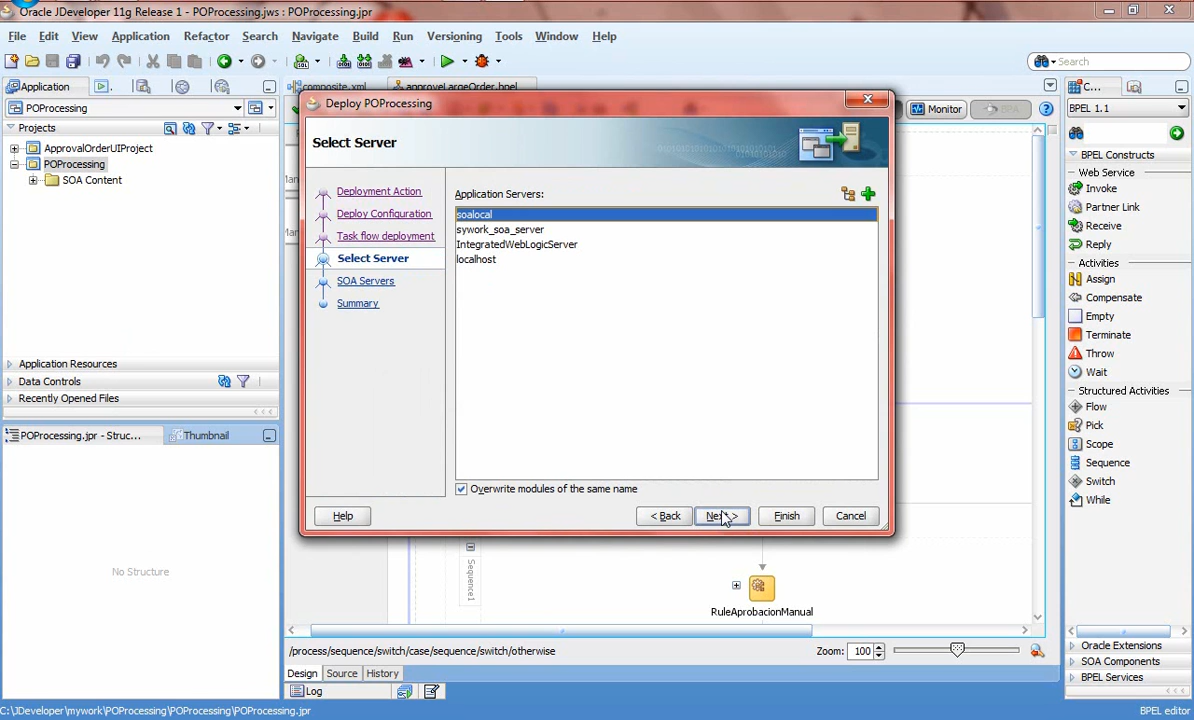 Oracle JDeveloper 11g Release 1 - POProcessing.jws : POProcessing.jpr
File Edit View Application Refactor Search Navigate Build Run Versioning Tools Window Help
Search
Application
POProcessing
Projects
ApprovalOrderUIProject
POProcessing
SOA Content
Application Resources
Data Controls
Recently Opened Files
POProcessing.jpr - Struc...
Thumbnail
No Structure
composite.xml
approveLargeOrder.bpel
Monitor
BPA
Deploy POProcessing
Select Server
Deployment Action
Deploy Configuration
Task flow deployment
Select Server
SOA Servers
Summary
Application Servers:
soalocal
sywork_soa_server
IntegratedWebLogicServer
localhost
Overwrite modules of the same name
Help
< Back
Next >
Finish
Cancel
Sequence1
RuleAprobacionManual
/process/sequence/switch/case/sequence/switch/otherwise
Zoom: 100
Design Source History
Log
C...
BPEL 1.1
BPEL Constructs
Web Service
Invoke
Partner Link
Receive
Reply
Activities
Assign
Compensate
Empty
Terminate
Throw
Wait
Structured Activities
Flow
Pick
Scope
Sequence
Switch
While
Oracle Extensions
SOA Components
BPEL Services
C:\JDeveloper\mywork\POProcessing\POProcessing\POProcessing.jpr
BPEL editor